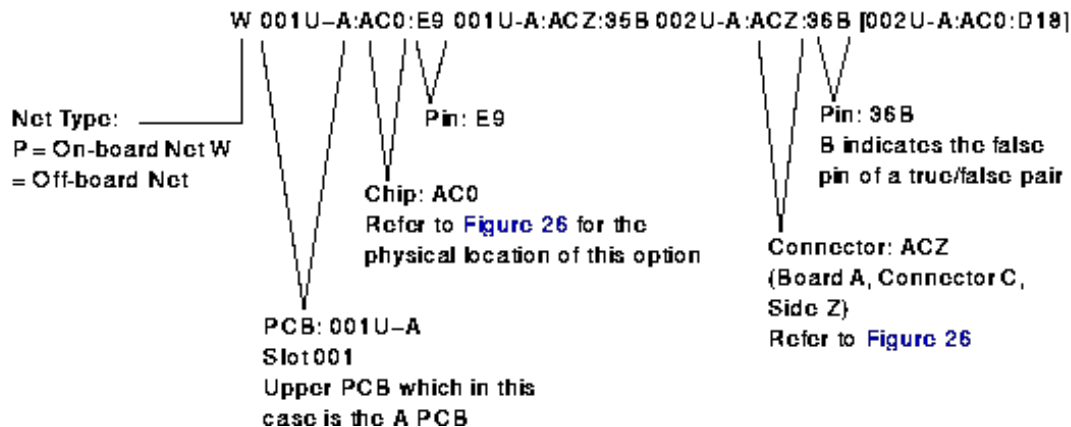 W 001U–A:AC0:E9 001U-A:ACZ:35B 002U-A:ACZ:36B [002U-A:AC0:D18]
Net Type:
P = On-board Net W
= Off-board Net
Pin: E9
Pin: 36B
B indicates the false
pin of a true/false pair
Chip: AC0
Refer to Figure 26 for the
physical location of this option
Connector: ACZ
(Board A, Connector C,
Side Z)
Refer to Figure 26
PCB: 001U–A
Slot 001
Upper PCB which in this
case is the A PCB